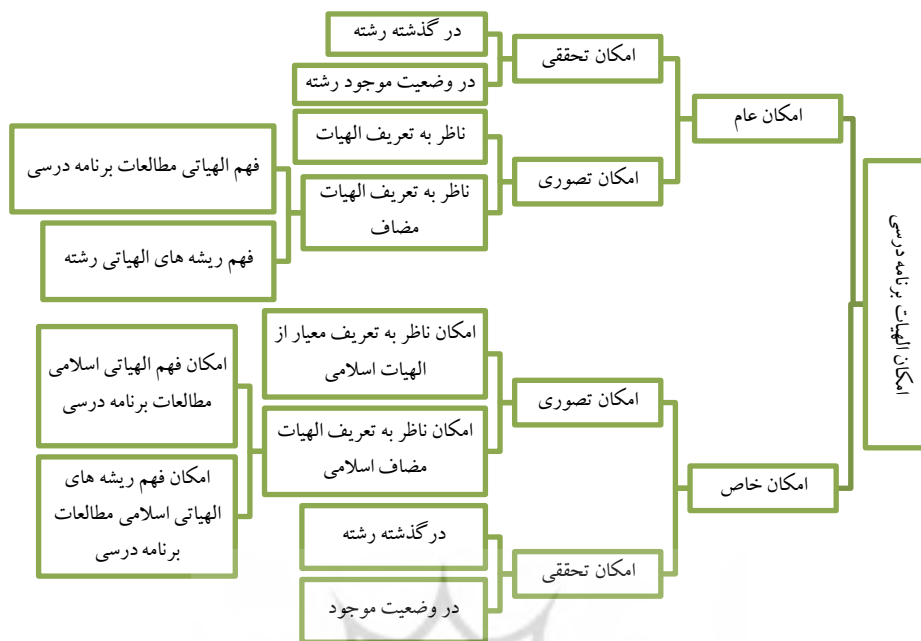 امکان الهیات برنامه درسی
امکان عام
امکان تحققی
در گذشته رشته
در وضعیت موجود رشته
امکان تصوری
ناظر به تعریف الهیات
ناظر به تعریف الهیات
مضاف
فهم الهیاتی مطالعات برنامه درسی
فهم ریشه های الهیاتی رشته
امکان خاص
امکان تصوری
امکان ناظر به تعریف معیار از
الهیات اسلامی
امکان ناظر به تعریف الهیات
مضاف اسلامی
امکان فهم الهیاتی اسلامی
مطالعات برنامه درسی
امکان فهم ریشه های
الهیاتی اسلامی مطالعات
برنامه درسی
امکان تحققی
در گذشته رشته
در وضعیت موجود